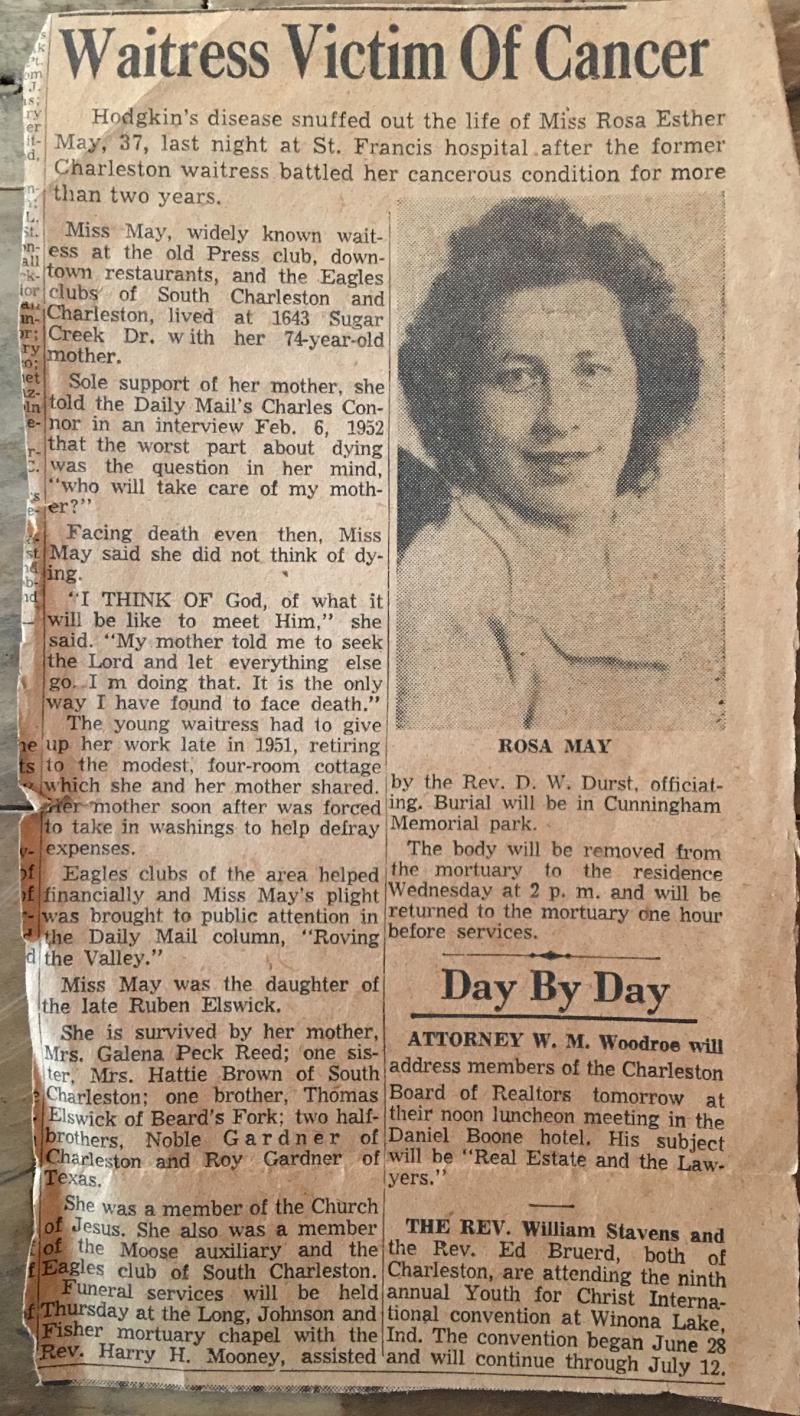 Waitress Victim Of Cancer
Hodgkin's disease snuffed out the life of Miss Rosa Esther
May, 37, last night at St. Francis hospital after the former
Charleston waitress battled her cancerous condition for more
than two years.
Miss May, widely known wait-
ess at the old Press club, down-
town restaurants, and the Eagles
clubs of South Charleston and
Charleston, lived at 1643 Sugar
Creek Dr. with her 74-year-old
mother.
Sole support of her mother, she
told the Daily Mail's Charles Con-
nor in an interview Feb. 6, 1952
that the worst part about dying
was the question in her mind,
"who will take care of my moth-
er?"
Facing death even then, Miss
May said she did not think of dy-
ing.
"I THINK OF God, of what it
will be like to meet Him," she
said. "My mother told me to seek
the Lord and let everything else
go. I m doing that. It is the only
way I have found to face death."
The young waitress had to give
up her work late in 1951, retiring
to the modest, four-room cottage
which she and her mother shared.
Her mother soon after was forced
to take in washings to help defray
expenses.
Eagles clubs of the area helped
financially and Miss May's plight
was brought to public attention in
the Daily Mail column, "Roving
the Valley."
Miss May was the daughter of
the late Ruben Elswick.
She is survived by her mother,
Mrs. Galena Peck Reed; one sis-
ter, Mrs. Hattie Brown of South
Charleston; one brother, Thomas
Elswick of Beard's Fork; two half-
brothers, Noble Gardner of
Charleston and Roy Gardner of
Texas.
She was a member of the Church
of Jesus. She also was a member
of the Moose auxiliary and the
Eagles club of South Charleston.
Funeral services will be held
Thursday at the Long, Johnson and
Fisher mortuary chapel with the
Rev. Harry H. Mooney, assisted
ROSA MAY
by the Rev. D. W. Durst, officiat-
ing. Burial will be in Cunningham
Memorial park.
The body will be removed from
the mortuary to the residence
Wednesday at 2 p. m. and will be
returned to the mortuary one hour
before services.
Day By Day
ATTORNEY W. M. Woodroe will
address members of the Charleston
Board of Realtors tomorrow at
their noon luncheon meeting in the
Daniel Boone hotel. His subject
will be "Real Estate and the Law-
yers."
THE REV. William Stavens and
the Rev. Ed Bruerd, both of
Charleston, are attending the ninth
annual Youth for Christ Interna-
tional convention at Winona Lake,
Ind. The convention began June 28
and will continue through July 12.